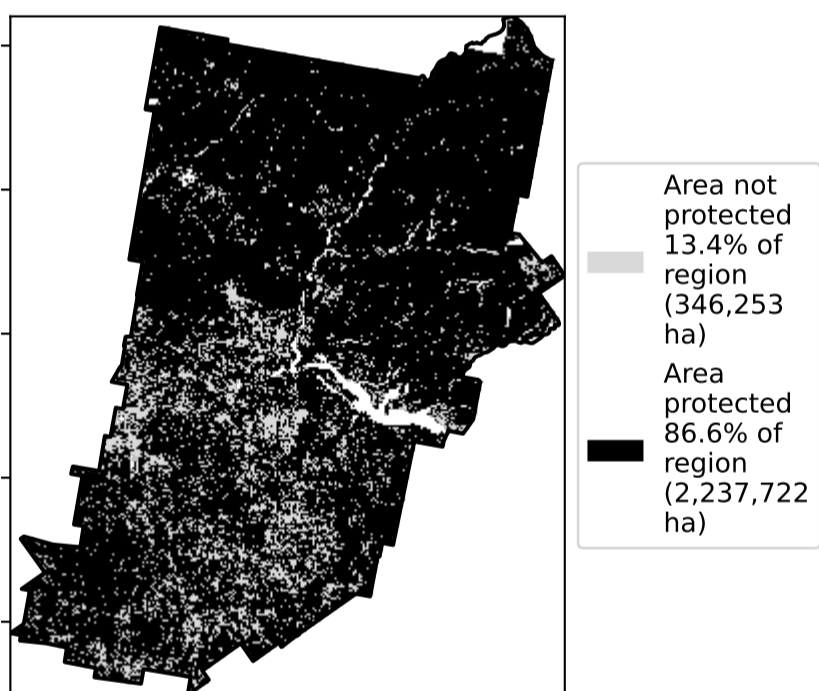 Area not
protected
13.4% of
region
(346,253
ha)
Area
protected
86.6% of
region
(2,237,722
ha)